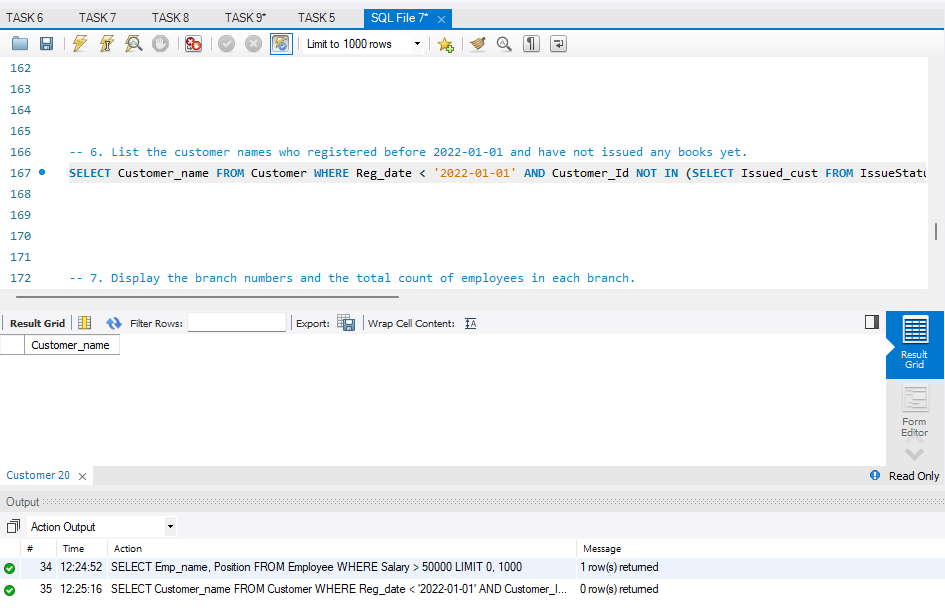 TASK 6 TASK 7 TASK 8 TASK 9* TASK 5 SQL File 7*
Limit to 1000 rows
162
163
164
165
166 -- 6. List the customer names who registered before 2022-01-01 and have not issued any books yet.
167 SELECT Customer_name FROM Customer WHERE Reg_date < '2022-01-01' AND Customer_Id NOT IN (SELECT Issued_cust FROM IssueStatu
168
169
170
171
172 -- 7. Display the branch numbers and the total count of employees in each branch.
Result Grid Filter Rows: Export: Wrap Cell Content: IA
Customer_name
Result
Grid
Form
Editor
Customer 20 Read Only
Output
Action Output
# Time Action Message
34 12:24:52 SELECT Emp_name, Position FROM Employee WHERE Salary > 50000 LIMIT 0, 1000 1 row(s) returned
35 12:25:16 SELECT Customer_name FROM Customer WHERE Reg_date < '2022-01-01' AND Customer_I... 0 row(s) returned